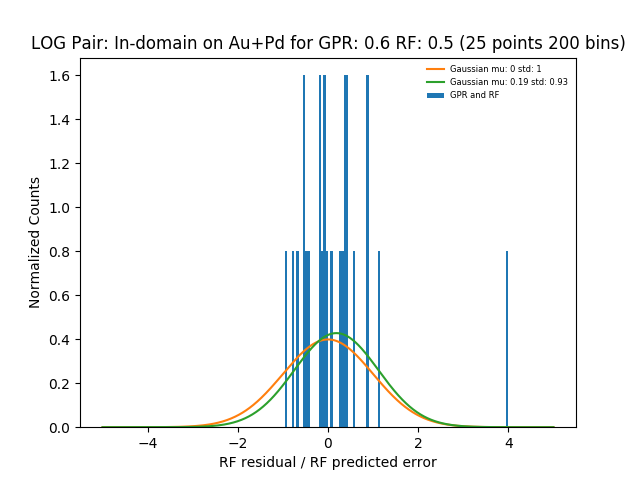 LOG Pair: In-domain on Au+Pd for GPR: 0.6 RF: 0.5 (25 points 200 bins)
Gaussian mu: 0 std: 1
Gaussian mu: 0.19 std: 0.93
GPR and RF
Normalized Counts
1.6
1.4
1.2
1.0
0.8
0.6
0.4
0.2
0.0
−4 −2 0 2 4
RF residual / RF predicted error